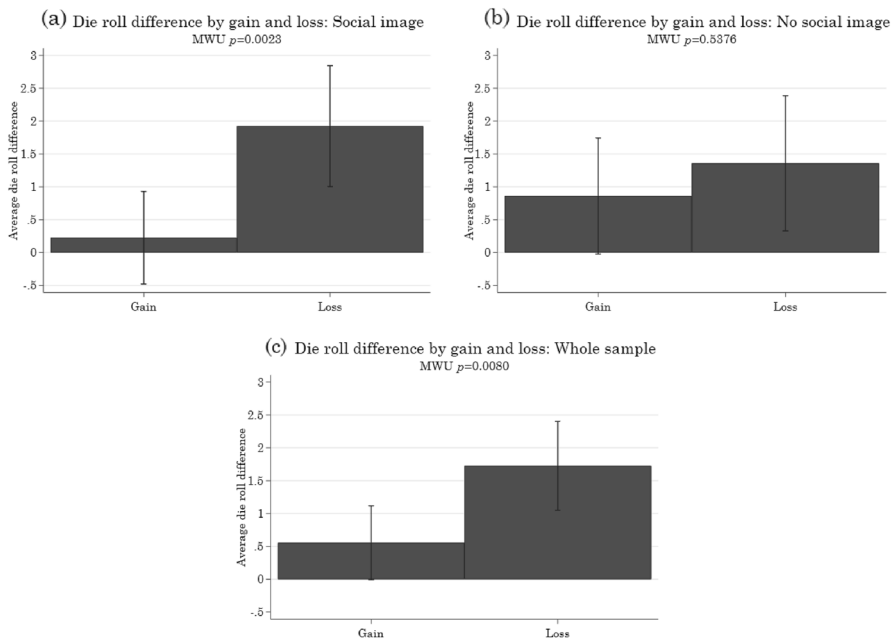 (a) Die roll difference by gain and loss: Social image
MWU p=0.0023
Average die roll difference
3
2.5
2
1.5
1
.5
0
-.5
Gain
Loss
(b) Die roll difference by gain and loss: No social image
MWU p=0.5376
Average die roll difference
3
2.5
2
1.5
1
.5
0
-.5
Gain
Loss
(c) Die roll difference by gain and loss: Whole sample
MWU p=0.0080
Average die roll difference
3
2.5
2
1.5
1
.5
0
-.5
Gain
Loss